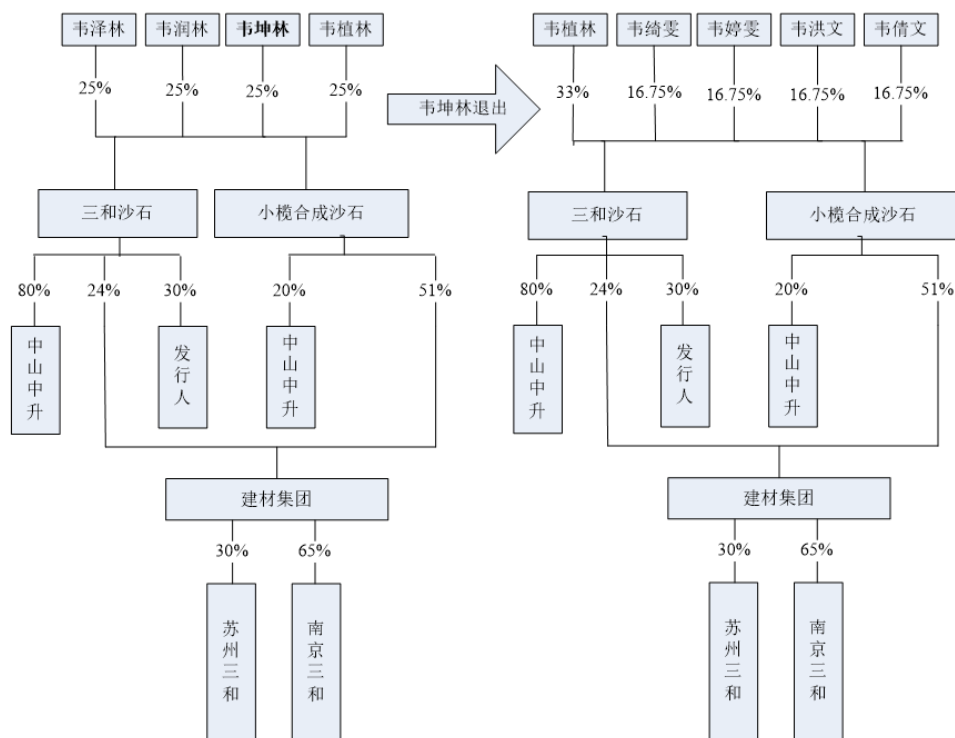 韦泽林 韦润林 韦坤林 韦植林
25% 25% 25% 25%
三和沙石 小榄合成沙石
80% 24% 30% 20% 51%
中山中升 发行人 中山中升
建材集团
30% 65%
苏州三和 南京三和
韦坤林退出
韦植林 韦绮雯 韦婷雯 韦洪文 韦倩文
33% 16.75% 16.75% 16.75% 16.75%
三和沙石 小榄合成沙石
80% 24% 30% 20% 51%
中山中升 发行人 中山中升
建材集团
30% 65%
苏州三和 南京三和